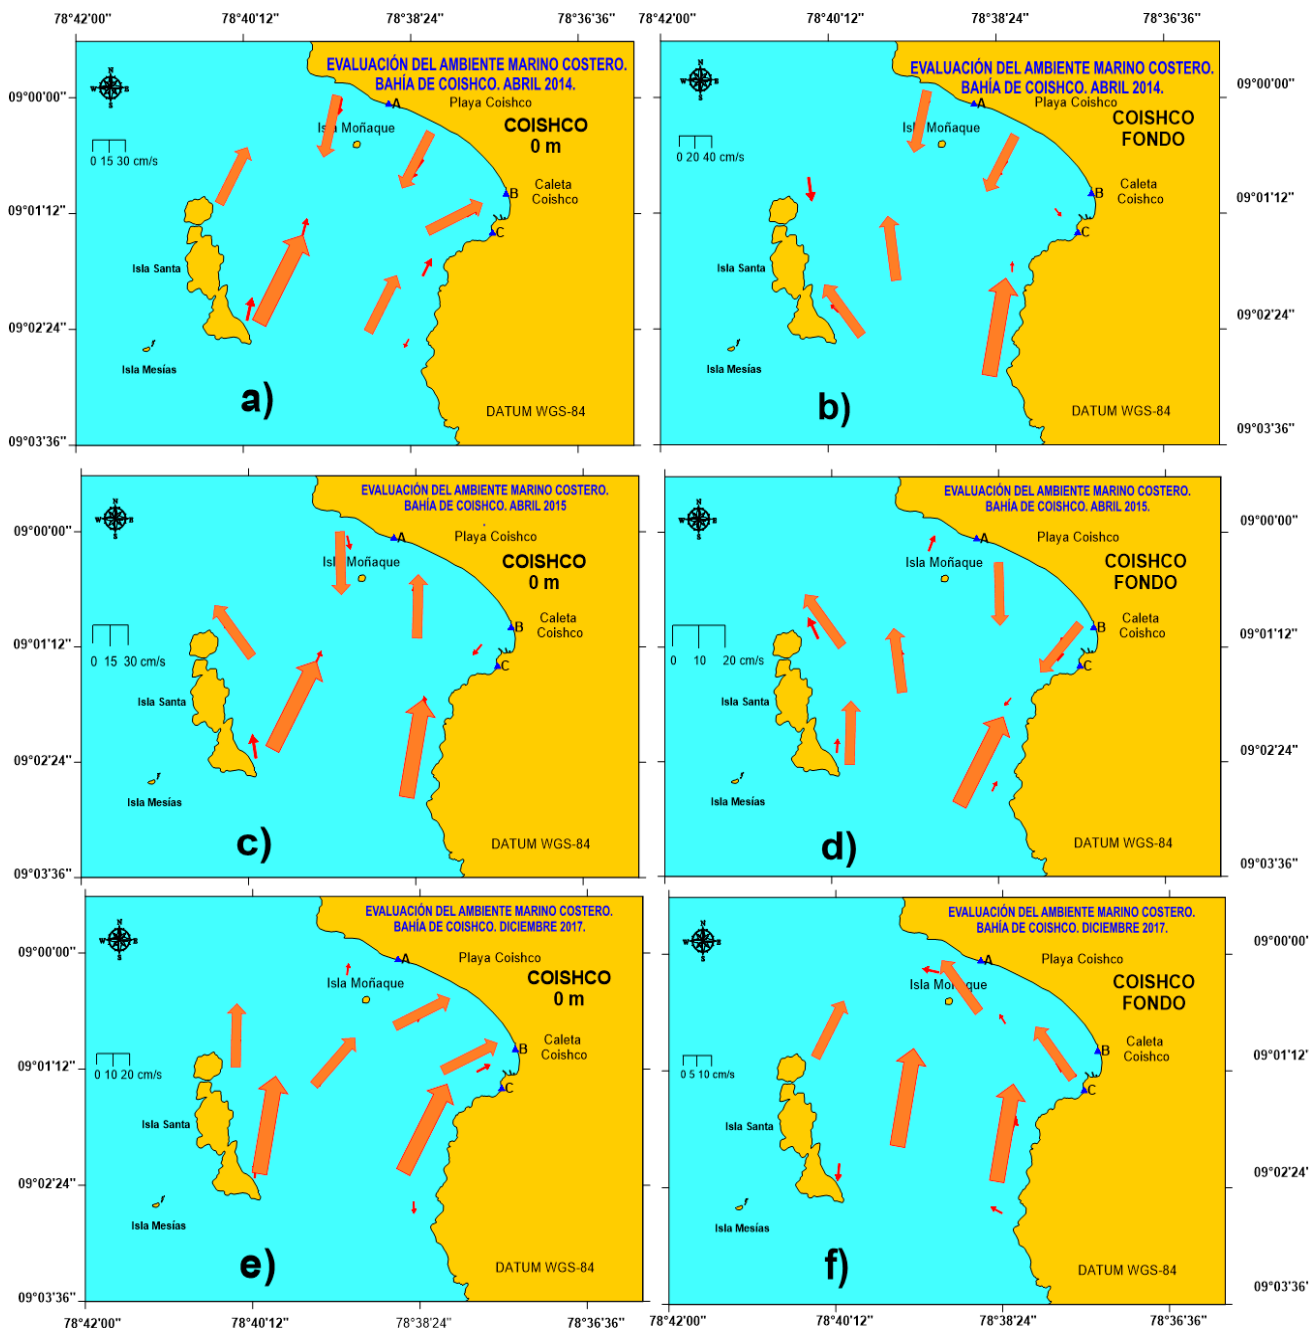 78°42'00" 78°40'12" 78°38'24" 78°36'36"
78°42'00" 78°40'12" 78°38'24" 78°36'36"
EVALUACIÓN DEL AMBIENTE MARINO COSTERO.
BAHÍA DE COISHCO. ABRIL 2014.
N
W E
S
09°00'00"
A
Playa Coishco
Isla Moñaque
COISHCO
0 m
0 15 30 cm/s
B
Caleta
Coishco
09°01'12"
C
Isla Santa
09°02'24"
Isla Mesías
a)
DATUM WGS-84
09°03'36"
EVALUACIÓN DEL AMBIENTE MARINO COSTERO.
BAHÍA DE COISHCO. ABRIL 2014.
N
W E
S
09°00'00"
A
Playa Coishco
Isla Moñaque
COISHCO
FONDO
0 20 40 cm/s
B
Caleta
Coishco
09°01'12"
C
Isla Santa
09°02'24"
Isla Mesías
b)
DATUM WGS-84
09°03'36"
EVALUACIÓN DEL AMBIENTE MARINO COSTERO.
BAHÍA DE COISHCO. ABRIL 2015
N
W E
S
09°00'00"
A
Playa Coishco
Isla Moñaque
COISHCO
0 m
0 15 30 cm/s
B
Caleta
Coishco
09°01'12"
C
Isla Santa
09°02'24"
Isla Mesías
c)
DATUM WGS-84
09°03'36"
EVALUACIÓN DEL AMBIENTE MARINO COSTERO.
BAHÍA DE COISHCO. ABRIL 2015.
N
W E
S
09°00'00"
A
Playa Coishco
Isla Moñaque
COISHCO
FONDO
0 10 20 cm/s
B
Caleta
Coishco
09°01'12"
C
Isla Santa
09°02'24"
Isla Mesías
d)
DATUM WGS-84
09°03'36"
EVALUACIÓN DEL AMBIENTE MARINO COSTERO.
BAHÍA DE COISHCO. DICIEMBRE 2017.
N
W E
S
09°00'00"
A
Playa Coishco
Isla Moñaque
COISHCO
0 m
0 10 20 cm/s
B
Caleta
Coishco
09°01'12"
C
Isla Santa
09°02'24"
Isla Mesías
e)
DATUM WGS-84
09°03'36"
EVALUACIÓN DEL AMBIENTE MARINO COSTERO.
BAHÍA DE COISHCO. DICIEMBRE 2017.
N
W E
S
09°00'00'
A
Playa Coishco
Isla Moñaque
COISHCO
FONDO
0 5 10 cm/s
B
Caleta
Coishco
09°01'12'
C
Isla Santa
09°02'24'
Isla Mesías
f)
DATUM WGS-84
09°03'36'
78°42'00" 78°40'12" 78°38'24" 78°36'36"
78°42'00" 78°40'12" 78°38'24" 78°36'36"